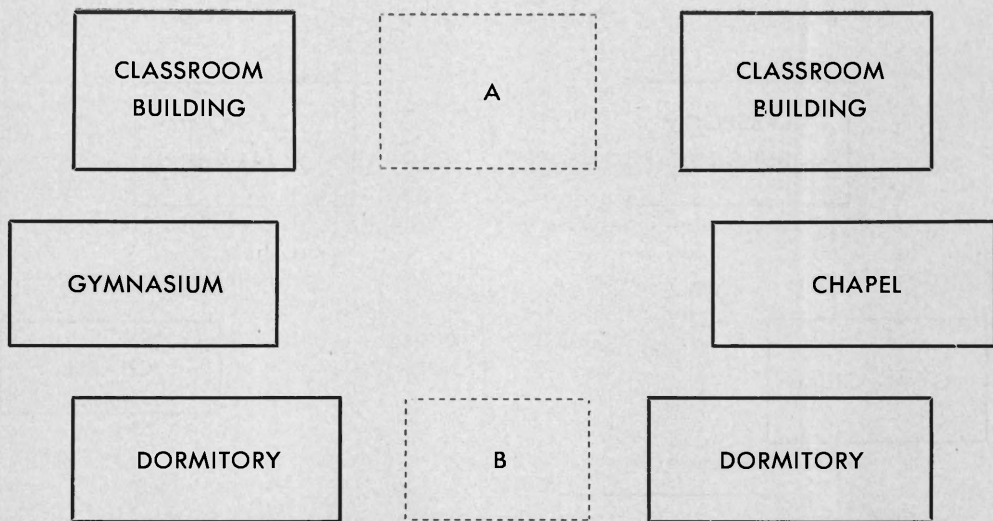 CLASSROOM
BUILDING
A
CLASSROOM
BUILDING
GYMNASIUM
CHAPEL
DORMITORY
B
DORMITORY